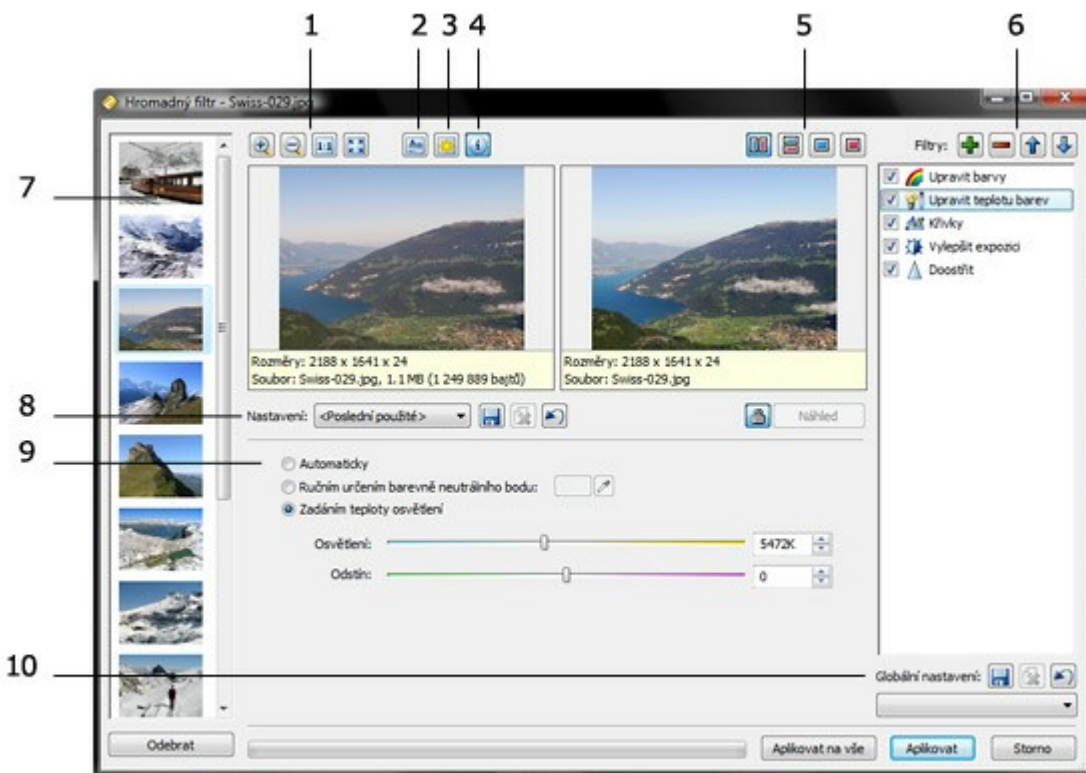 1 2 3 4 5 6
Hromadný filtr - Swiss-029.jpg
7
8
9
10
1:1
Filtry:
Upravit barvy
Upravit teplotu barev
Křivky
Vylepšit expozici
Doostřit
Rozměry: 2188 x 1641 x 24
Soubor: Swiss-029.jpg, 1.1 MB (1 249 889 bajtů)
Rozměry: 2188 x 1641 x 24
Soubor: Swiss-029.jpg
Nastavení: <Poslední použité>
Náhled
Automaticky
Ručním určením barevně neutrálního bodu:
Zadáním teploty osvětlení
Osvětlení: 5472K
Odstín: 0
Globální nastavení:
Odebrat
Aplikovat na vše
Aplikovat
Storno